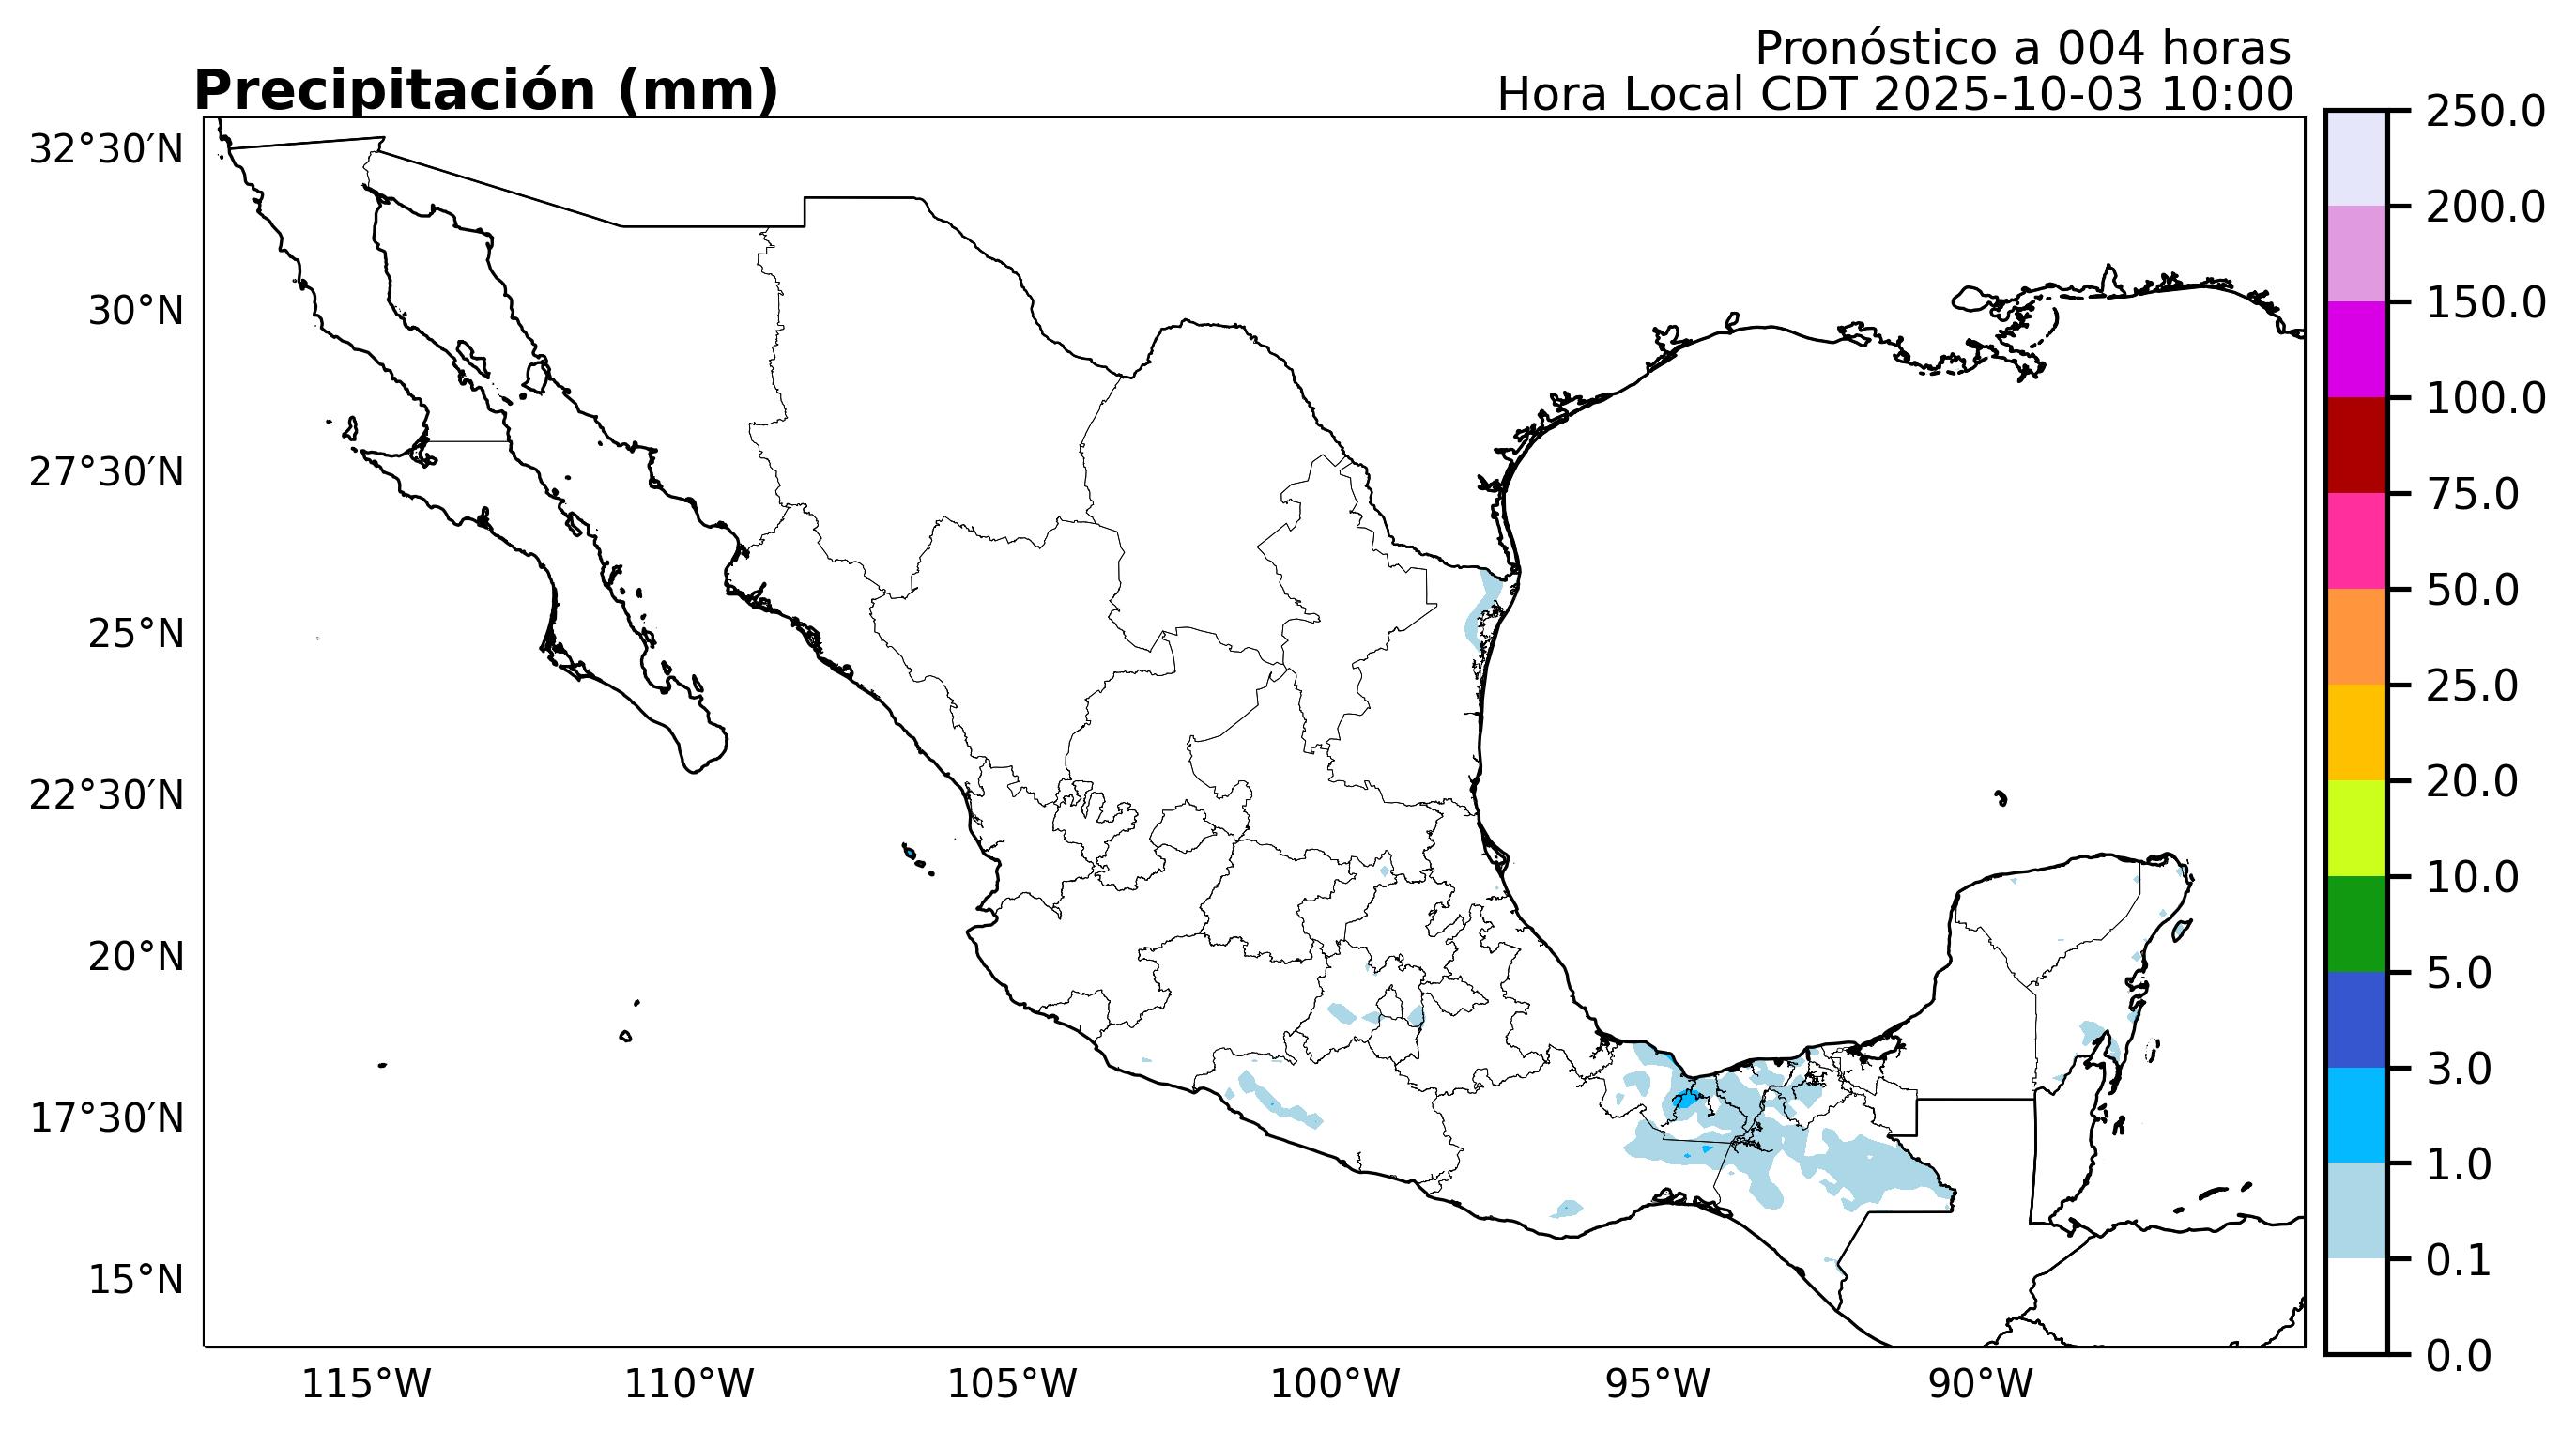 Pronóstico a 004 horas
Precipitación (mm)
Hora Local CDT 2025-10-03 10:00
32°30′N
30°N
27°30′N
25°N
22°30′N
20°N
17°30′N
15°N
115°W
110°W
105°W
100°W
95°W
90°W
250.0
200.0
150.0
100.0
75.0
50.0
25.0
20.0
10.0
5.0
3.0
1.0
0.1
0.0